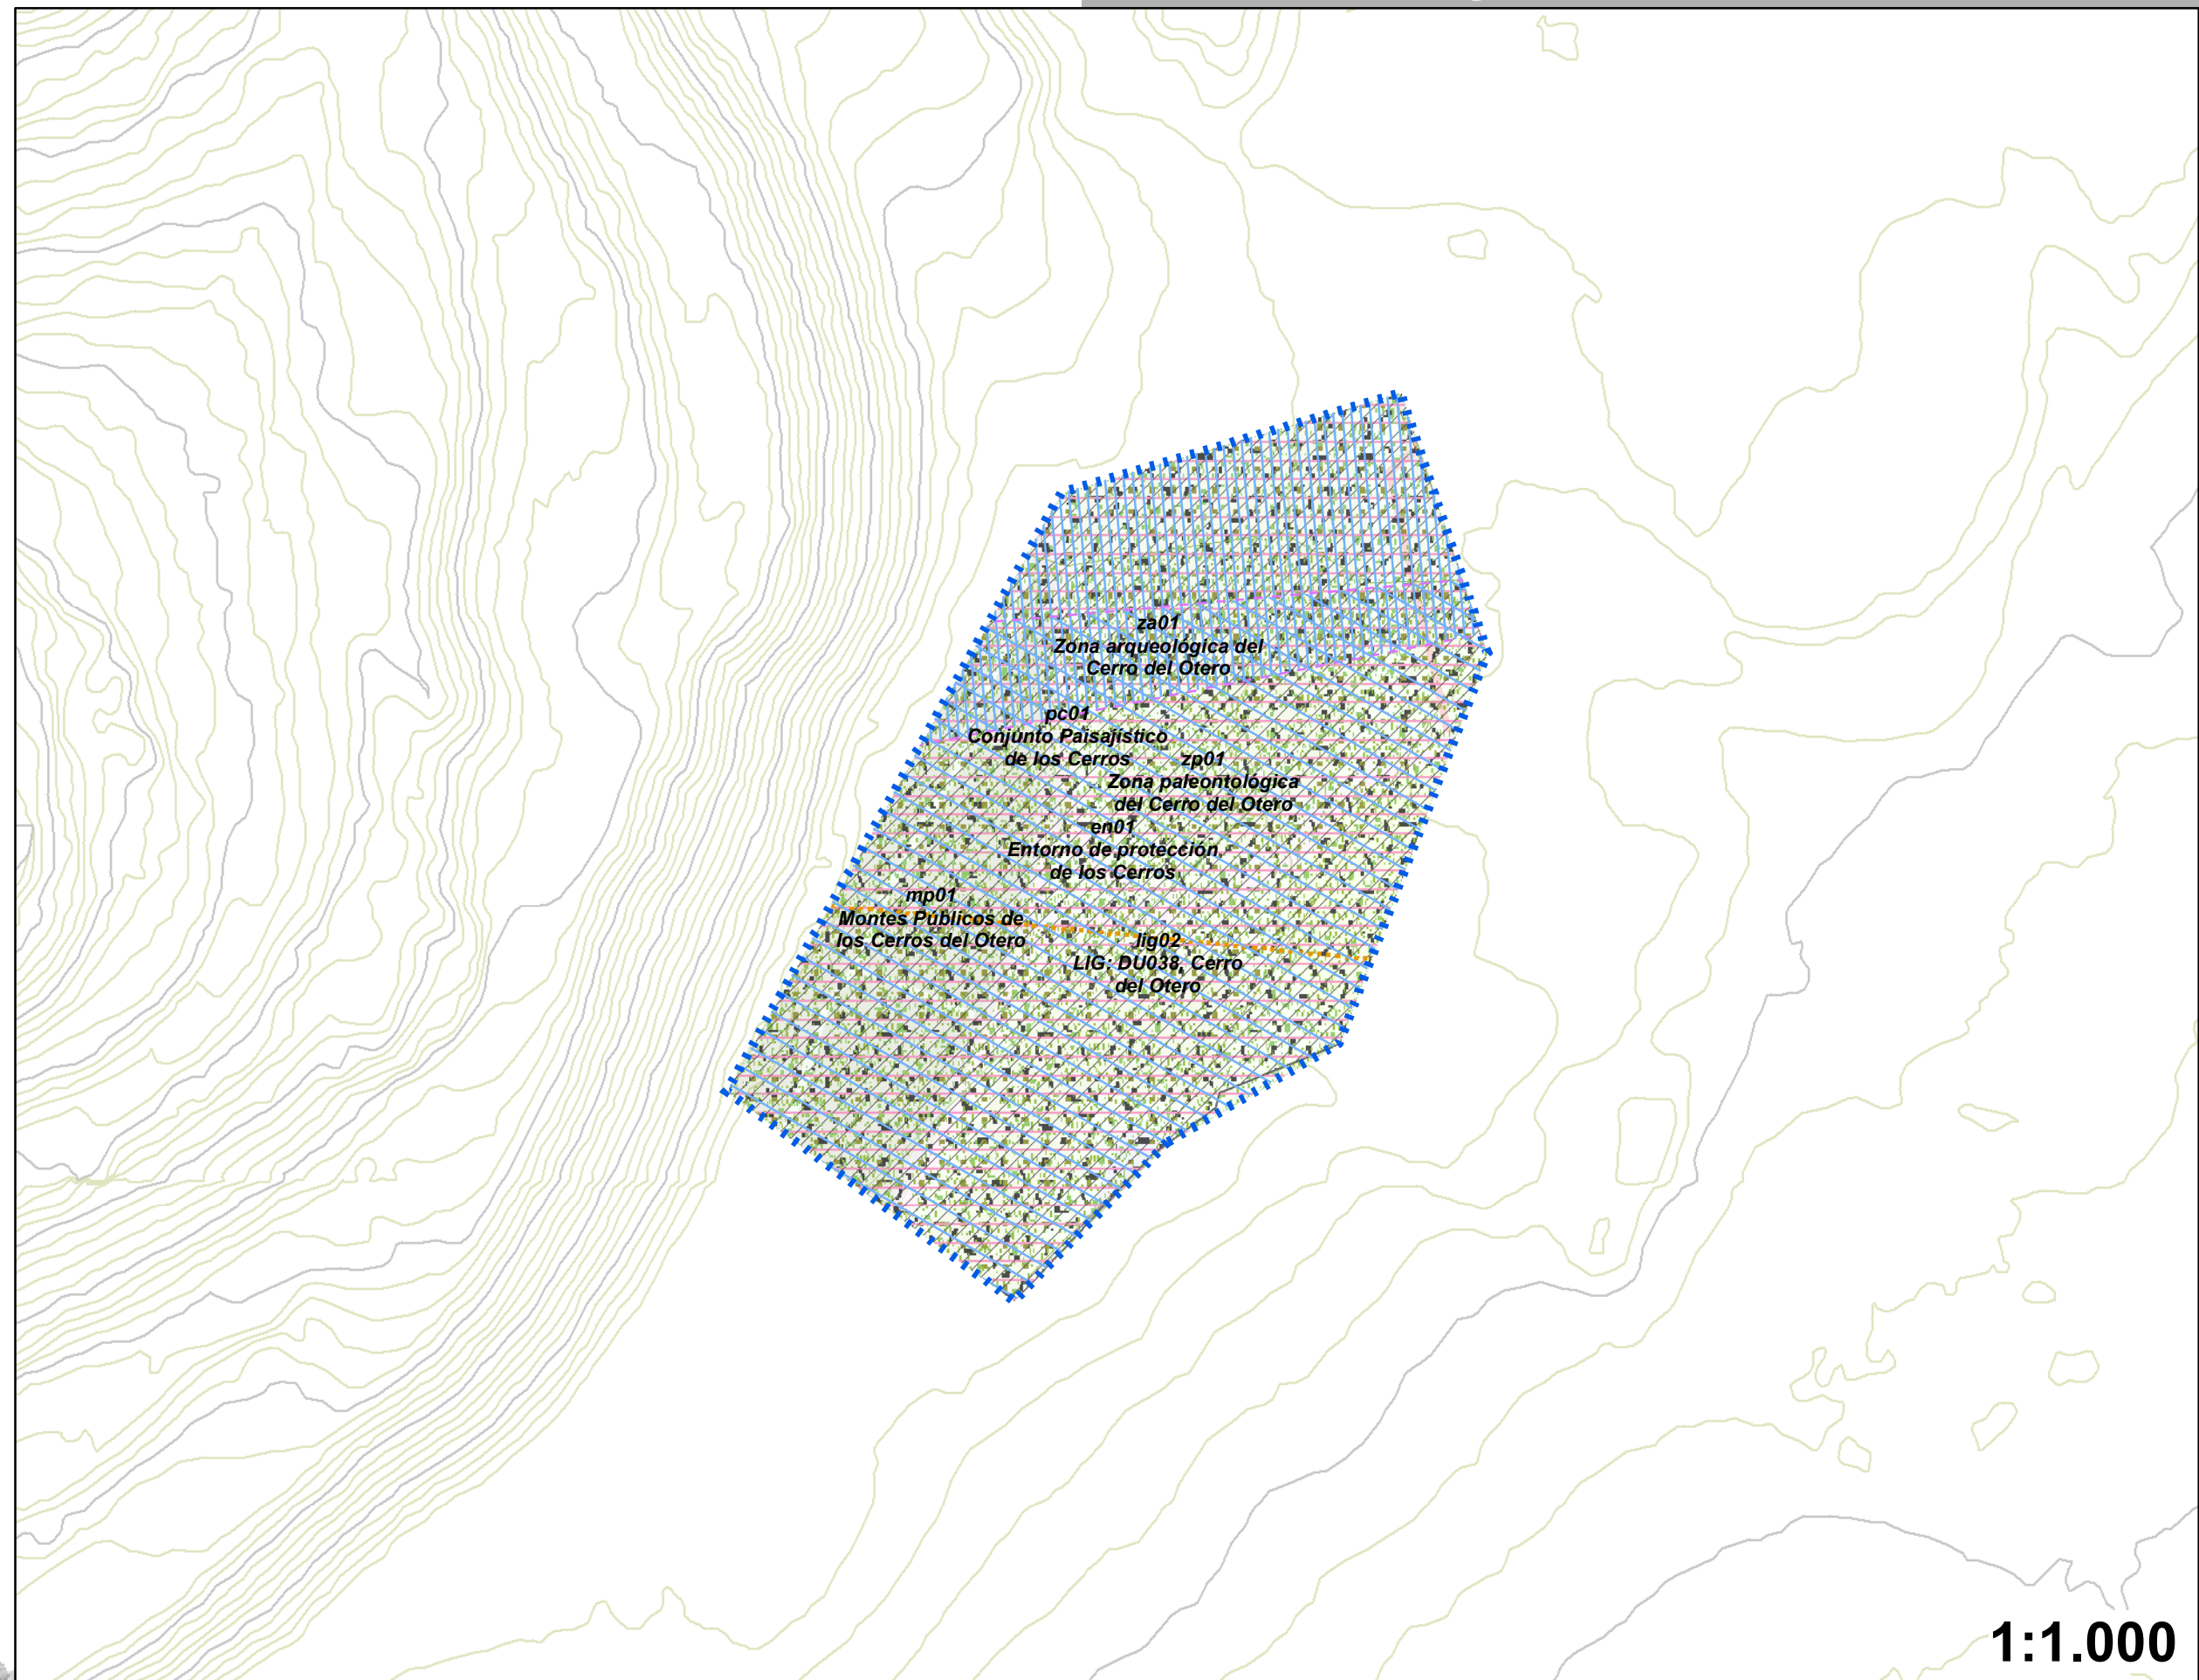 za01
Zona arqueológica del
Cerro del Otero
pc01
Conjunto Paisajístico
de los Cerros
zp01
Zona paleontológica
del Cerro del Otero
en01
Entorno de protección
de los Cerros
mp01
Montes Públicos de
los Cerros del Otero
lig02
LIG: DU038, Cerro
del Otero
1:1.000